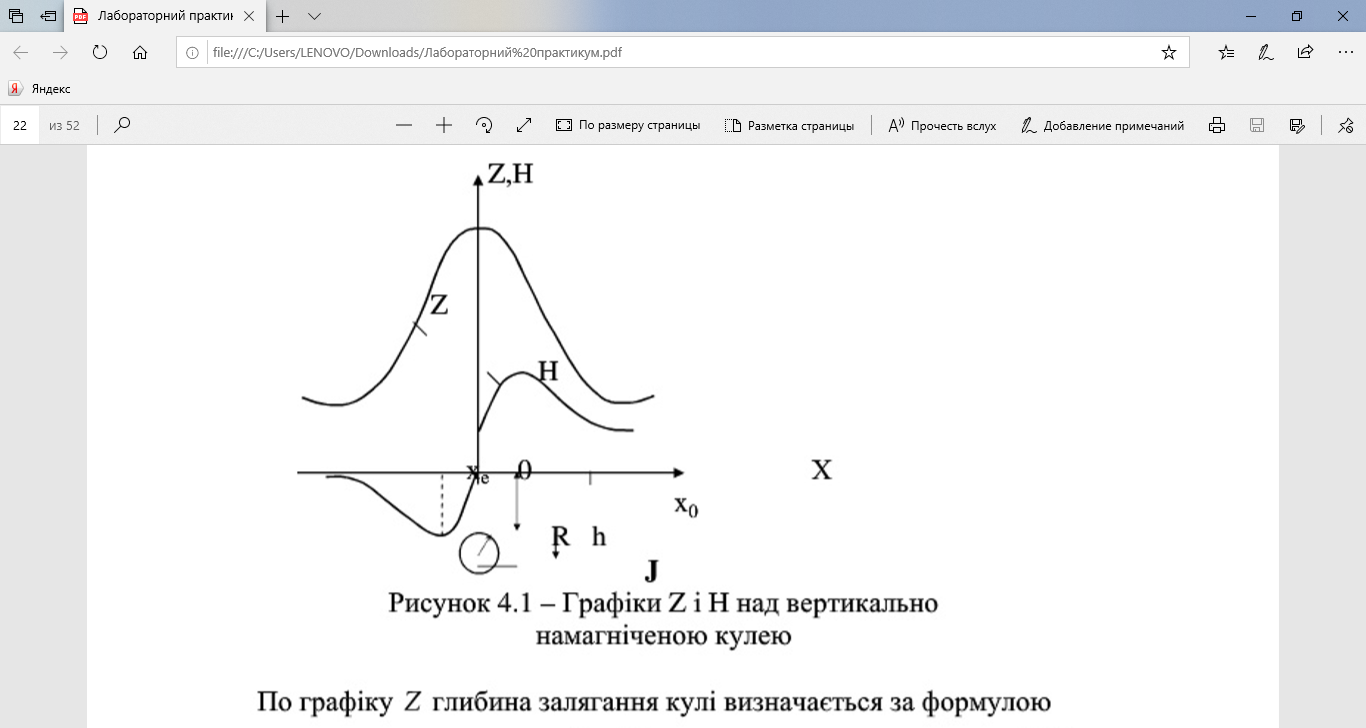 Лабораторний практик
file:///C:/Users/LENOVO/Downloads/Лабораторний%20практикум.pdf
Яндекс
22 из 52
По размеру страницы
Разметка страницы
Прочесть вслух
Добавление примечаний
Z,H
Z
H
xe 0 X
x0
R h
J
Рисунок 4.1 – Графіки Z і H над вертикально
намагніченою кулею
По графіку Z глибина залягання кулі визначається за формулою